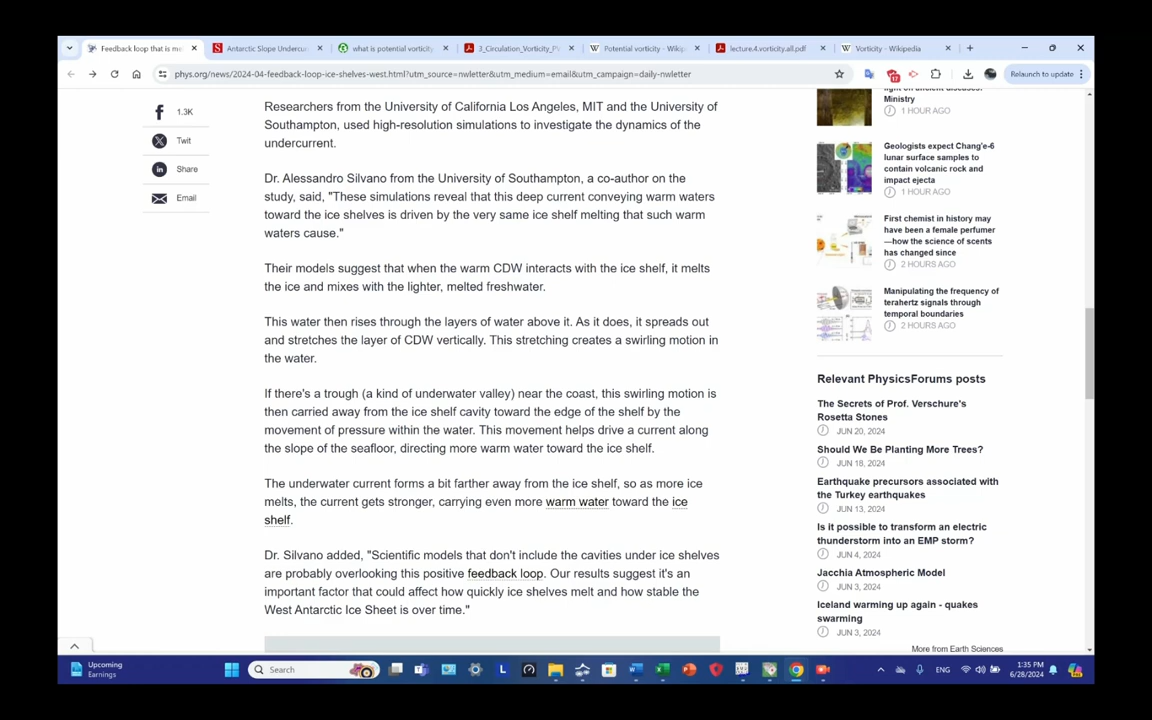 Feedback loop that is me
Antarctic Slope Undercur
what is potential vorticity
3_Circulation_Vorticity_P
Potential vorticity - Wikip
lecture.4.vorticity.all.pdf
Vorticity - Wikipedia
phys.org/news/2024-04-feedback-loop-ice-shelves-west.html?utm_source=nwletter&utm_medium=email&utm_campaign=daily-nwletter
17
Relaunch to update
1.3K
Twit
Share
Email
Researchers from the University of California Los Angeles, MIT and the University of
Southampton, used high-resolution simulations to investigate the dynamics of the
undercurrent.
Dr. Alessandro Silvano from the University of Southampton, a co-author on the
study, said, "These simulations reveal that this deep current conveying warm waters
toward the ice shelves is driven by the very same ice shelf melting that such warm
waters cause."
Their models suggest that when the warm CDW interacts with the ice shelf, it melts
the ice and mixes with the lighter, melted freshwater.
This water then rises through the layers of water above it. As it does, it spreads out
and stretches the layer of CDW vertically. This stretching creates a swirling motion in
the water.
If there's a trough (a kind of underwater valley) near the coast, this swirling motion is
then carried away from the ice shelf cavity toward the edge of the shelf by the
movement of pressure within the water. This movement helps drive a current along
the slope of the seafloor, directing more warm water toward the ice shelf.
The underwater current forms a bit farther away from the ice shelf, so as more ice
melts, the current gets stronger, carrying even more warm water toward the ice
shelf.
Dr. Silvano added, "Scientific models that don't include the cavities under ice shelves
are probably overlooking this positive feedback loop. Our results suggest it's an
important factor that could affect how quickly ice shelves melt and how stable the
West Antarctic Ice Sheet is over time."
light on ancient diseases:
Ministry
1 HOUR AGO
Geologists expect Chang'e-6
lunar surface samples to
contain volcanic rock and
impact ejecta
1 HOUR AGO
First chemist in history may
have been a female perfumer
—how the science of scents
has changed since
2 HOURS AGO
Manipulating the frequency of
terahertz signals through
temporal boundaries
2 HOURS AGO
Relevant PhysicsForums posts
The Secrets of Prof. Verschure's
Rosetta Stones
JUN 20, 2024
Should We Be Planting More Trees?
JUN 18, 2024
Earthquake precursors associated with
the Turkey earthquakes
JUN 13, 2024
Is it possible to transform an electric
thunderstorm into an EMP storm?
JUN 4, 2024
Jacchia Atmospheric Model
JUN 3, 2024
Iceland warming up again - quakes
swarming
JUN 3, 2024
More from Earth Sciences
Upcoming
Earnings
Search
ENG
1:35 PM
6/28/2024